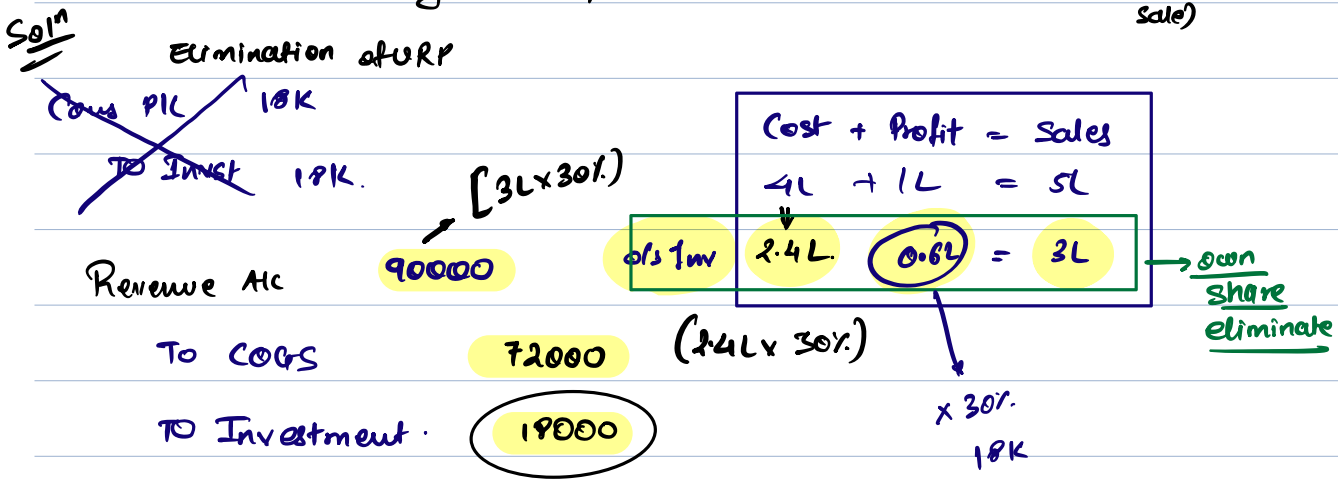 sale)
Solⁿ
Elimination of URP
Cons P/L 18K
TO Invst 18K.
[3L x 30%)
Cost + Profit = Sales
4L + 1L = 5L
O/s Inv 2.4L. 0.6L = 3L
own
share
eliminate
Revenue A/C 90000
TO COGS 72000 (2.4L x 30%)
TO Investment. 18000
x 30%.
18K